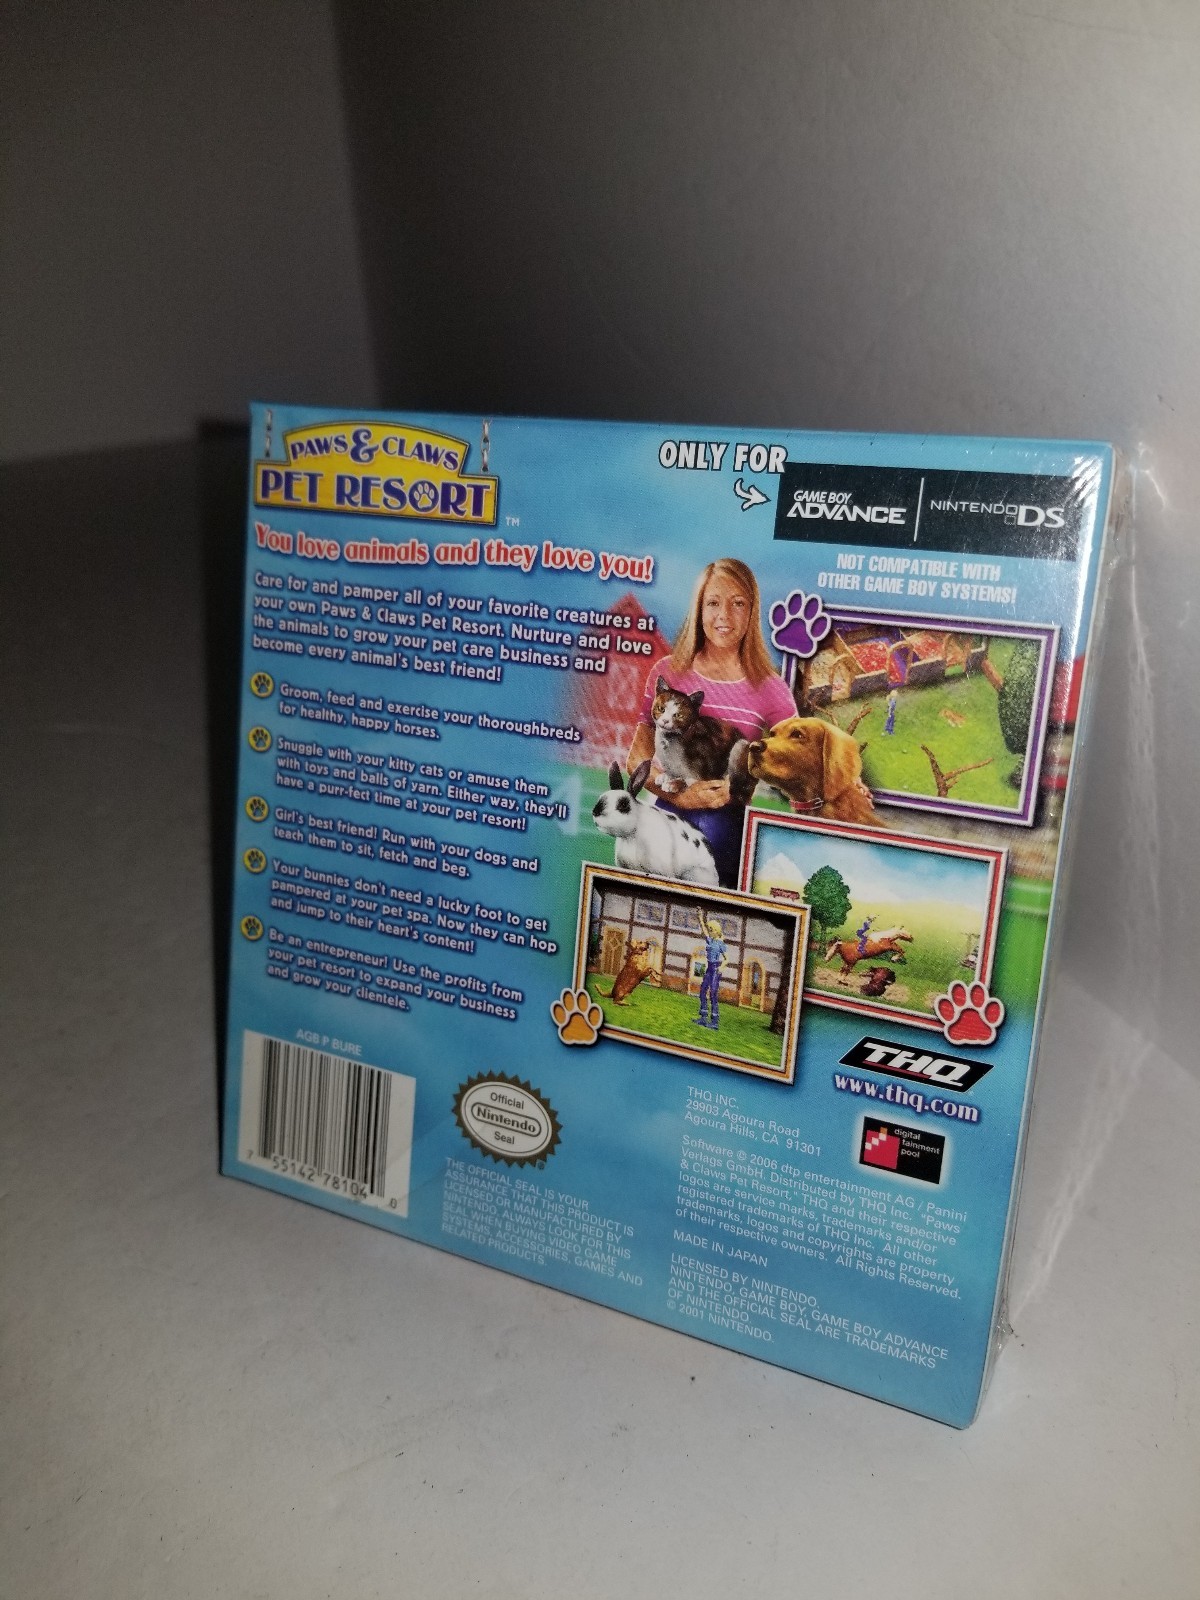 PAWS & CLAWS
PET RESORT™
ONLY FOR
GAME BOY ADVANCE
NINTENDO DS
NOT COMPATIBLE WITH
OTHER GAME BOY SYSTEMS!
You love animals and they love you!
Care for and pamper all of your favorite creatures at
your own Paws & Claws Pet Resort. Nurture and love
the animals to grow your pet care business and
become every animal's best friend!
Groom, feed and exercise your thoroughbreds
for healthy, happy horses.
Snuggle with your kitty cats or amuse them
with toys and balls of yarn. Either way, they'll
have a purr-fect time at your pet resort!
Girl's best friend! Run with your dogs and
teach them to sit, fetch and beg.
Your bunnies don't need a lucky foot to get
pampered at your pet spa. Now they can hop
and jump to their heart's content!
Be an entrepreneur! Use the profits from
your pet resort to expand your business
and grow your clientele.
AGB P BURE
7 55142 78104 0
Official
Nintendo
Seal
THE OFFICIAL SEAL IS YOUR
ASSURANCE THAT THIS PRODUCT IS
LICENSED OR MANUFACTURED BY
NINTENDO. ALWAYS LOOK FOR THIS
SEAL WHEN BUYING VIDEO GAME
SYSTEMS, ACCESSORIES, GAMES AND
RELATED PRODUCTS.
THQ
www.thq.com
digital
tainment
pool
THQ INC.
29903 Agoura Road
Agoura Hills, CA 91301
Software © 2006 dtp entertainment AG / Panini
Verlags GmbH. Distributed by THQ Inc. "Paws
& Claws Pet Resort," THQ and their respective
logos are service marks, trademarks and/or
registered trademarks of THQ Inc. All other
trademarks, logos and copyrights are property
of their respective owners. All Rights Reserved.
MADE IN JAPAN
LICENSED BY NINTENDO.
NINTENDO, GAME BOY, GAME BOY ADVANCE
AND THE OFFICIAL SEAL ARE TRADEMARKS
OF NINTENDO.
© 2001 NINTENDO.